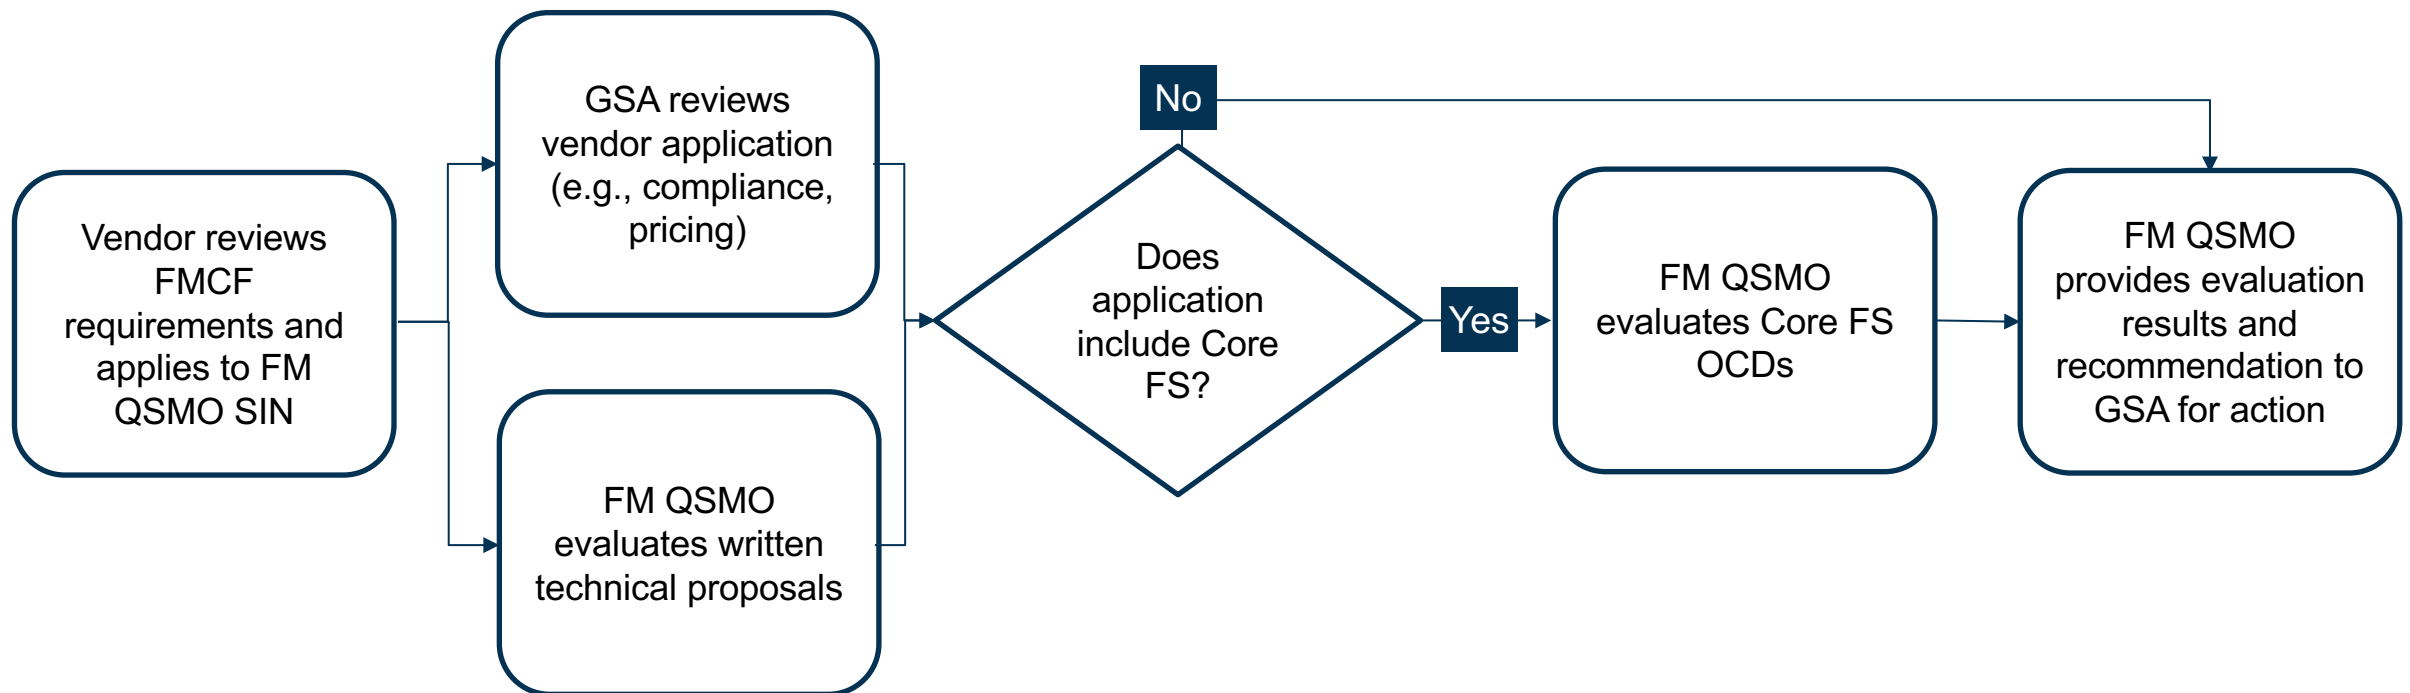 Vendor reviews
FMCF
requirements and
applies to FM
QSMO SIN
GSA reviews
vendor application
(e.g., compliance,
pricing)
FM QSMO
evaluates written
technical proposals
Does
application
include Core
FS?
No
Yes
FM QSMO
evaluates Core FS
OCDs
FM QSMO
provides evaluation
results and
recommendation to
GSA for action